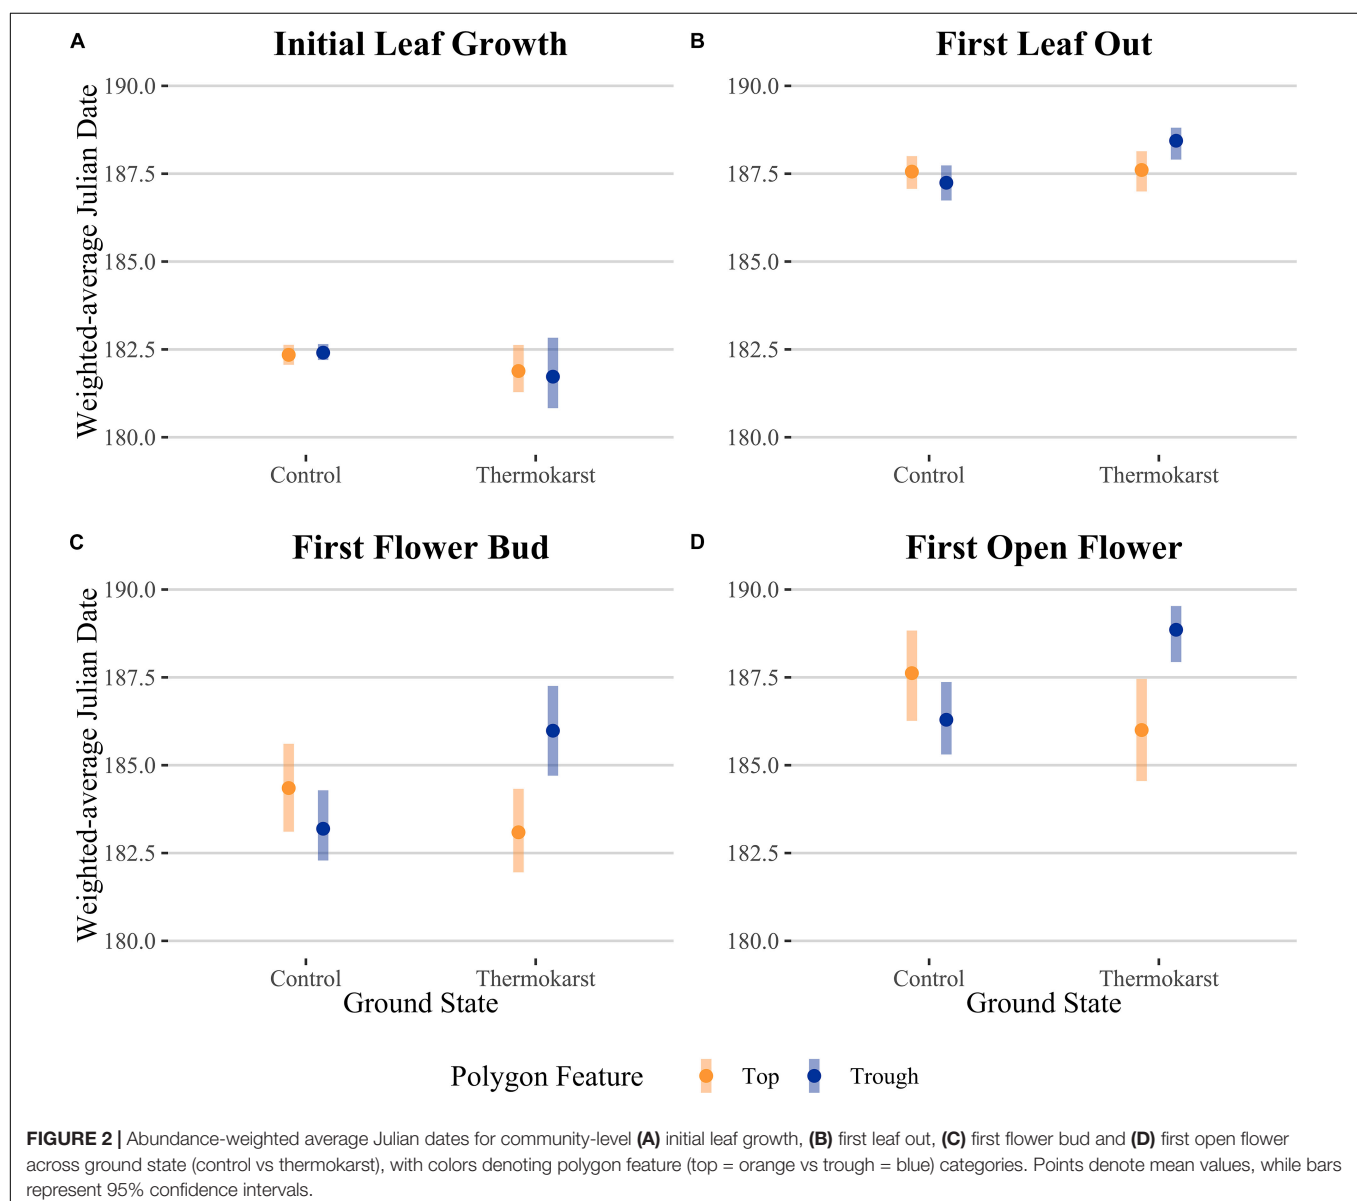 A
Initial Leaf Growth
Weighted-average Julian Date
190.0
187.5
185.0
182.5
180.0
Control
Thermokarst
B
First Leaf Out
190.0
187.5
185.0
182.5
180.0
Control
Thermokarst
C
First Flower Bud
Weighted-average Julian Date
190.0
187.5
185.0
182.5
180.0
Control
Thermokarst
Ground State
D
First Open Flower
190.0
187.5
185.0
182.5
180.0
Control
Thermokarst
Ground State
Polygon Feature
Top
Trough
FIGURE 2 | Abundance-weighted average Julian dates for community-level (A) initial leaf growth, (B) first leaf out, (C) first flower bud and (D) first open flower
across ground state (control vs thermokarst), with colors denoting polygon feature (top = orange vs trough = blue) categories. Points denote mean values, while bars
represent 95% confidence intervals.